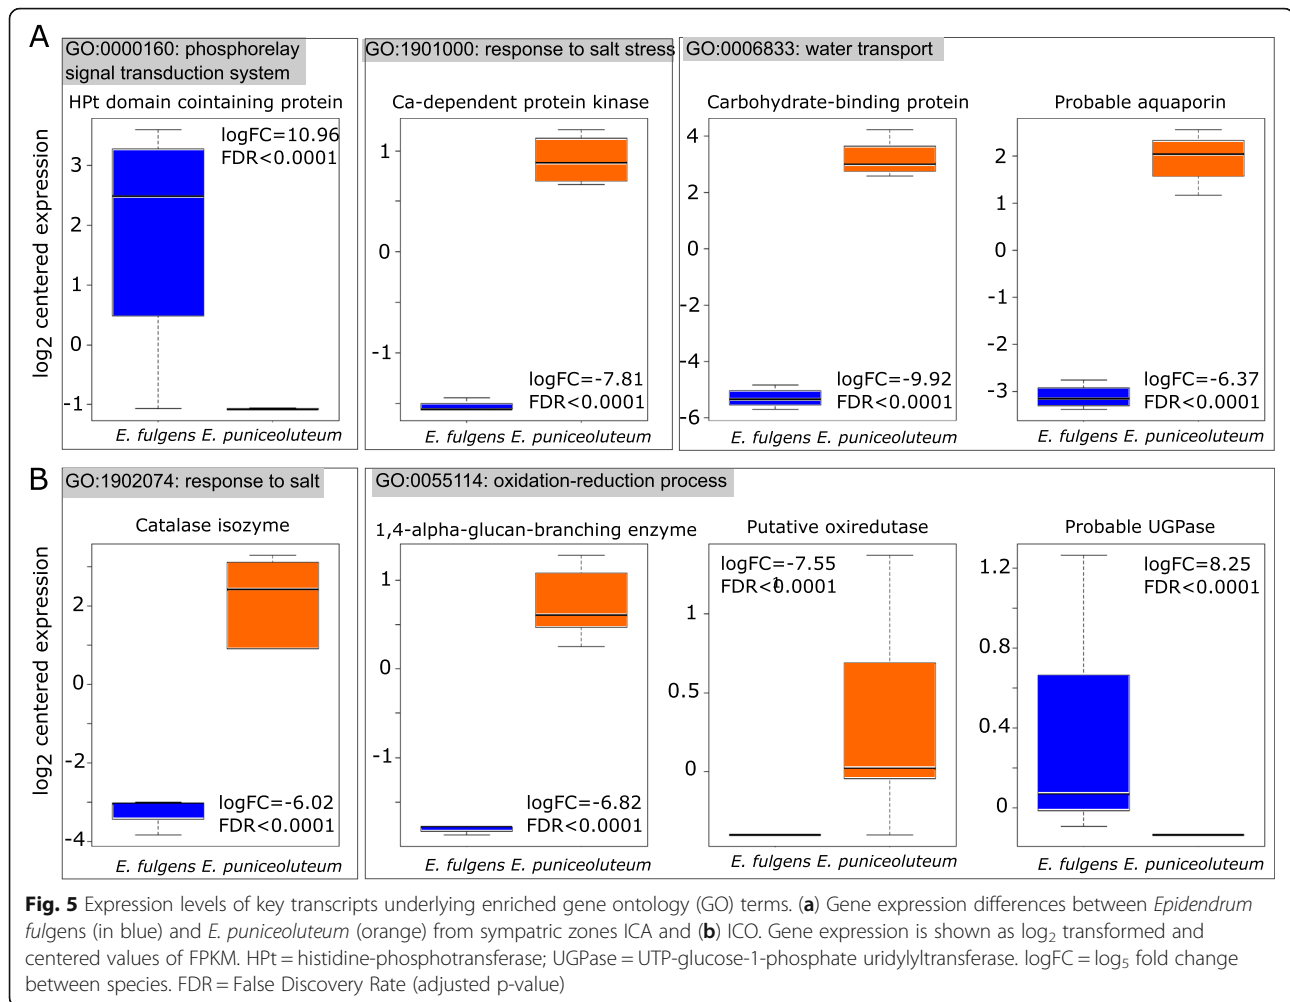 A
GO:0000160: phosphorelay
signal transduction system
GO:1901000: response to salt stress
GO:0006833: water transport
HPt domain cointaining protein
Ca-dependent protein kinase
Carbohydrate-binding protein
Probable aquaporin
log2 centered expression
3
2
1
0
-1
logFC=10.96
FDR<0.0001
E. fulgens E. puniceoluteum
1
0
-1
logFC=-7.81
FDR<0.0001
E. fulgens E. puniceoluteum
4
2
0
-2
-4
-6
logFC=-9.92
FDR<0.0001
E. fulgens E. puniceoluteum
2
1
0
-1
-2
-3
logFC=-6.37
FDR<0.0001
E. fulgens E. puniceoluteum
B
GO:1902074: response to salt
GO:0055114: oxidation-reduction process
Catalase isozyme
1,4-alpha-glucan-branching enzyme
Putative oxiredutase
Probable UGPase
log2 centered expression
2
0
-2
-4
logFC=-6.02
FDR<0.0001
E. fulgens E. puniceoluteum
1
0
-1
logFC=-6.82
FDR<0.0001
E. fulgens E. puniceoluteum
logFC=-7.55
1
FDR<0.0001
1
0.5
0
E. fulgens E. puniceoluteum
1.2
0.8
0.4
0
logFC=8.25
FDR<0.0001
E. fulgens E. puniceoluteum
Fig. 5 Expression levels of key transcripts underlying enriched gene ontology (GO) terms. (a) Gene expression differences between Epidendrum
fulgens (in blue) and E. puniceoluteum (orange) from sympatric zones ICA and (b) ICO. Gene expression is shown as log2 transformed and
centered values of FPKM. HPt = histidine-phosphotransferase; UGPase = UTP-glucose-1-phosphate uridylyltransferase. logFC = log5 fold change
between species. FDR = False Discovery Rate (adjusted p-value)